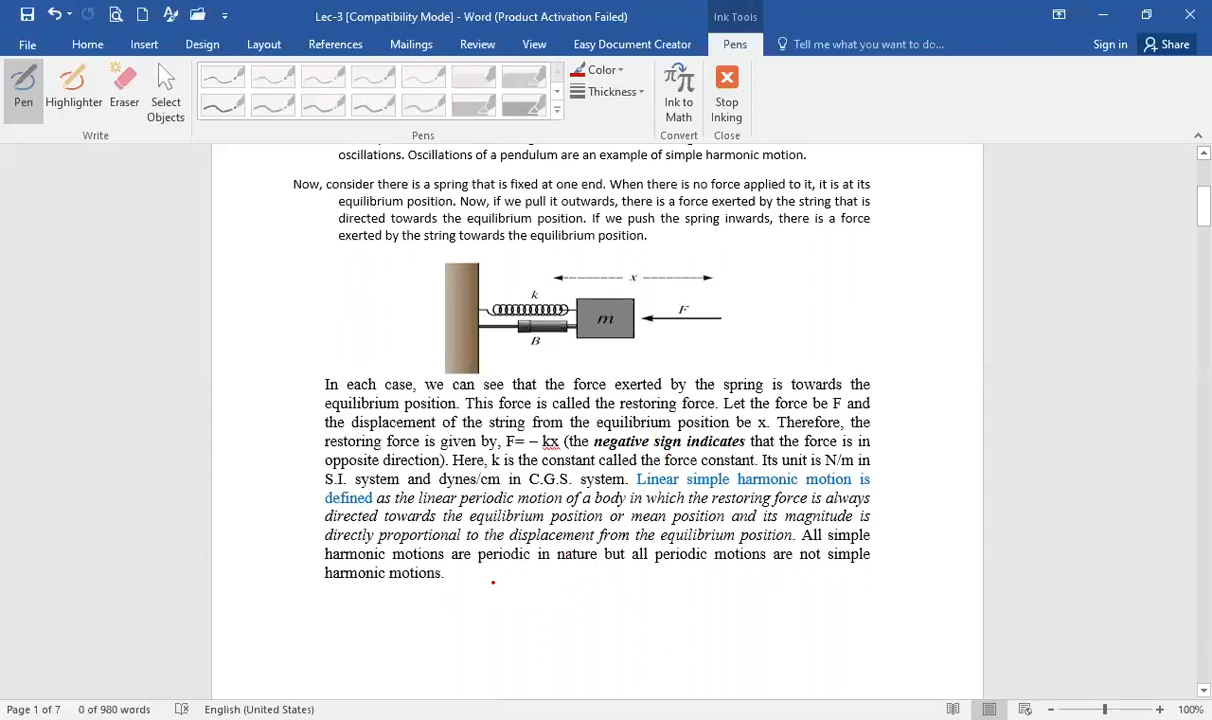 Lec-3 [Compatibility Mode] - Word (Product Activation Failed)
Ink Tools
File
Home
Insert
Design
Layout
References
Mailings
Review
View
Easy Document Creator
Pens
Tell me what you want to do...
Sign in
Share
Pen
Highlighter
Eraser
Select
Objects
Color
Thickness
Ink to
Math
Stop
Inking
Write
Pens
Convert
Close
oscillations. Oscillations of a pendulum are an example of simple harmonic motion.
Now, consider there is a spring that is fixed at one end. When there is no force applied to it, it is at its
equilibrium position. Now, if we pull it outwards, there is a force exerted by the string that is
directed towards the equilibrium position. If we push the spring inwards, there is a force
exerted by the string towards the equilibrium position.
x
k
m
F
B
In each case, we can see that the force exerted by the spring is towards the
equilibrium position. This force is called the restoring force. Let the force be F and
the displacement of the string from the equilibrium position be x. Therefore, the
restoring force is given by, F= – kx (the negative sign indicates that the force is in
opposite direction). Here, k is the constant called the force constant. Its unit is N/m in
S.I. system and dynes/cm in C.G.S. system. Linear simple harmonic motion is
defined as the linear periodic motion of a body in which the restoring force is always
directed towards the equilibrium position or mean position and its magnitude is
directly proportional to the displacement from the equilibrium position. All simple
harmonic motions are periodic in nature but all periodic motions are not simple
harmonic motions.
Page 1 of 7
0 of 980 words
English (United States)
100%